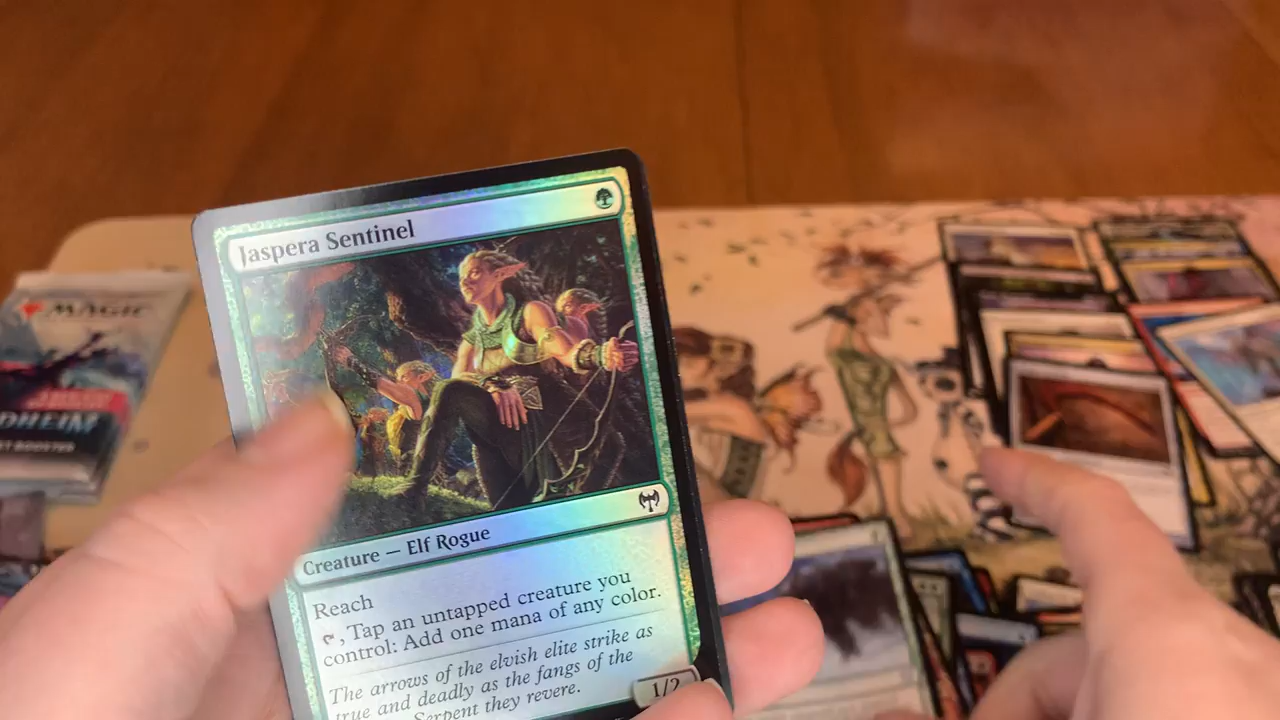 Jaspera Sentinel
MAGIC
DHEIM
BOOSTER
Creature — Elf Rogue
Reach
, Tap an untapped creature you
control: Add one mana of any color.
The arrows of the elvish elite strike as
true and deadly as the fangs of the
Serpent they revere.
1/2